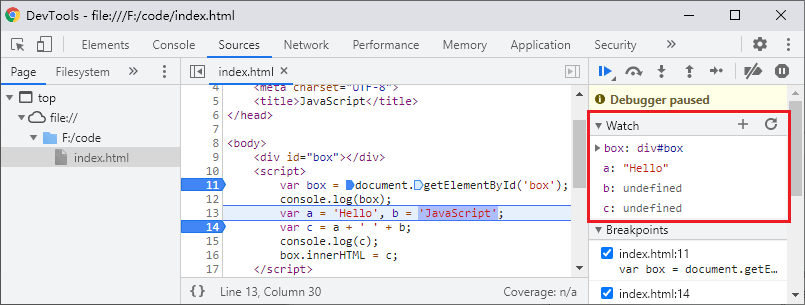 DevTools - file:///F:/code/index.html
Elements Console Sources Network Performance Memory Application Security »
Page Filesystem »
index.html ×
top
file://
F:/code
index.html
4 <meta charset="UTF-8">
5 <title>JavaScript</title>
6 </head>
7
8 <body>
9 <div id="box"></div>
10 <script>
11 var box = document.getElementById('box');
12 console.log(box);
13 var a = 'Hello', b = 'JavaScript';
14 var c = a + ' ' + b;
15 console.log(c);
16 box.innerHTML = c;
17 </script>
{} Line 13, Column 30 Coverage: n/a
Debugger paused
Watch
box: div#box
a: "Hello"
b: undefined
c: undefined
Breakpoints
index.html:11
var box = document.getE...
index.html:14